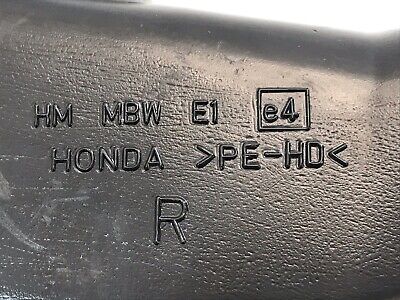 HM MBW E1 e4
HONDA >PE-HD<
R